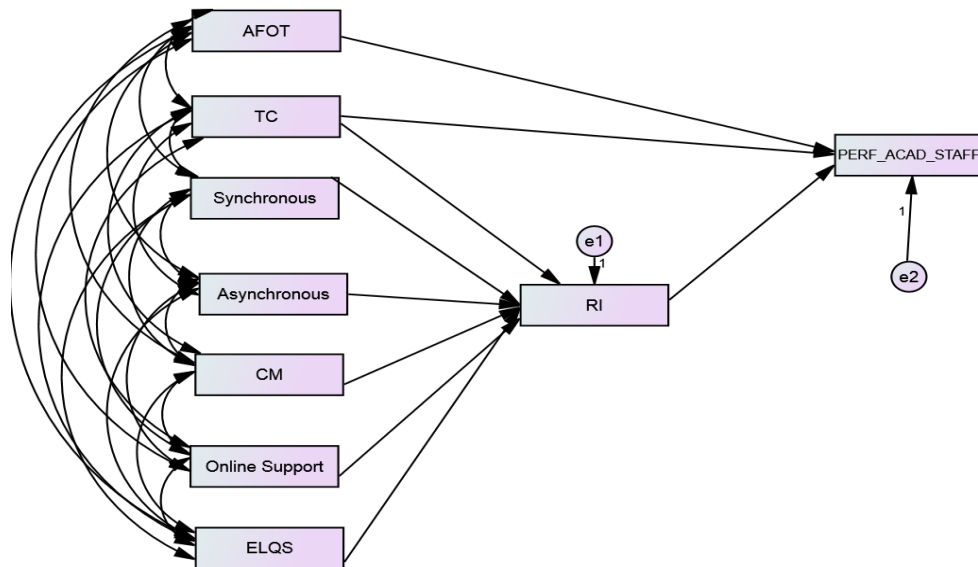 AFOT
TC
PERF_ACAD_STAFF
Synchronous
1
e1
1
e2
Asynchronous
RI
CM
Online Support
ELQS